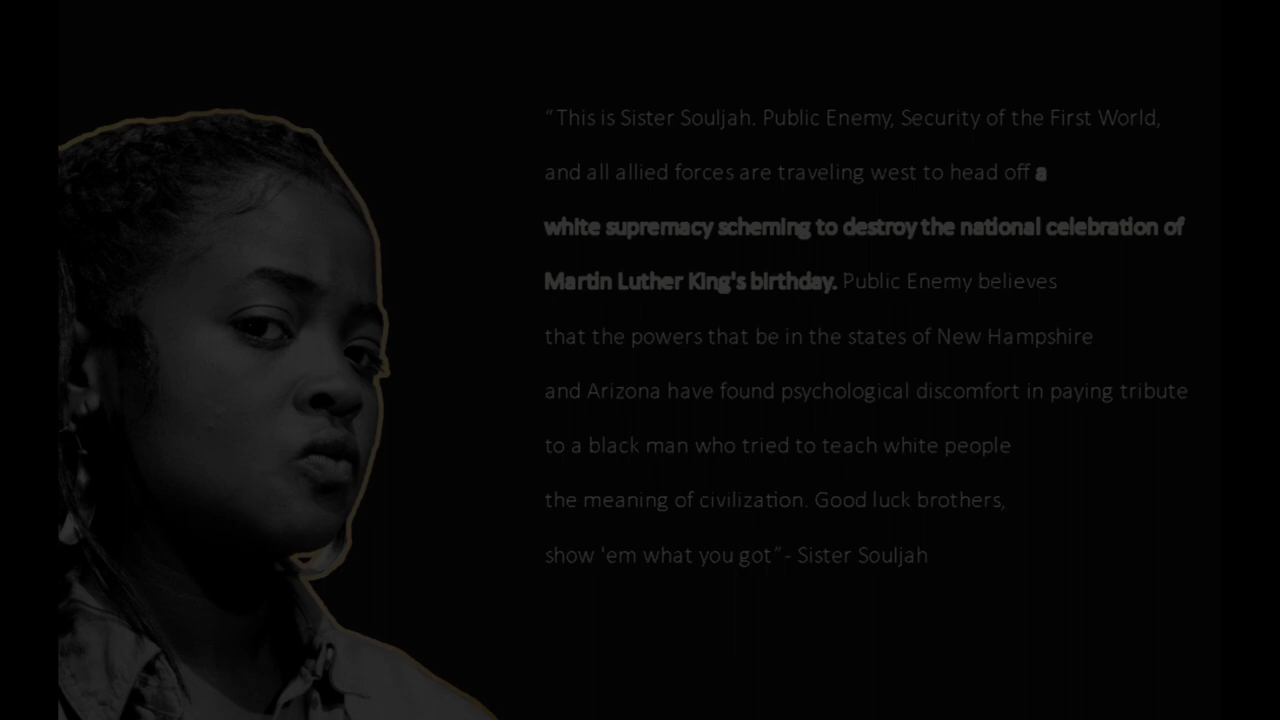 “This is Sister Souljah. Public Enemy, Security of the First World,
and all allied forces are traveling west to head off a
white supremacy scheming to destroy the national celebration of
Martin Luther King's birthday. Public Enemy believes
that the powers that be in the states of New Hampshire
and Arizona have found psychological discomfort in paying tribute
to a black man who tried to teach white people
the meaning of civilization. Good luck brothers,
show 'em what you got”- Sister Souljah